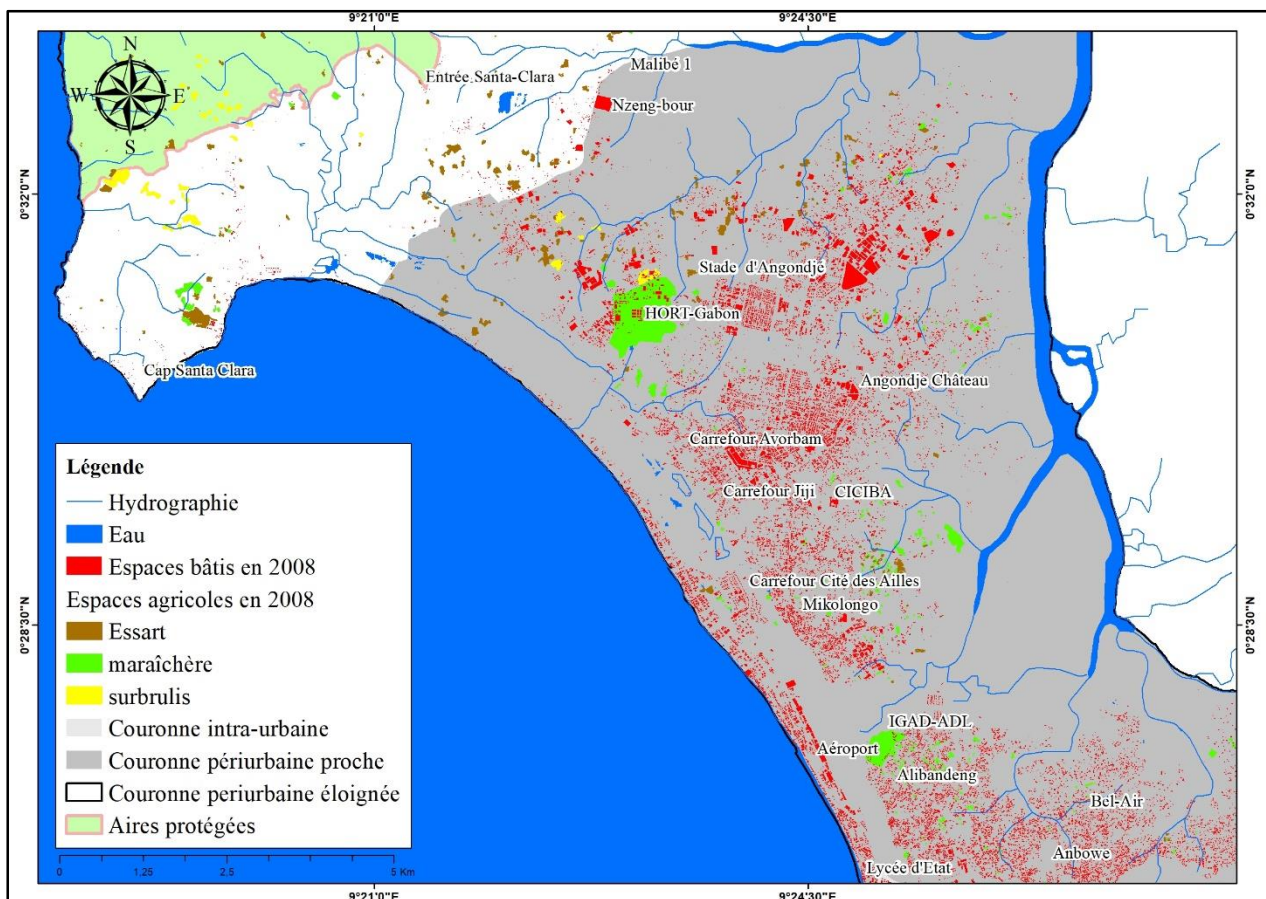 9°21'0"E
9°24'30"E
N
W
E
S
Entrée Santa-Clara
Malibé 1
Nzeng-bour
0°32'0"N
0°32'0"N
Stade d'Angondje
HORT-Gabon
Cap Santa Clara
Angondje Château
Carrefour Avorbam
Carrefour Jiji
CICIBA
Carrefour Cité des Ailles
Mikolongo
0°28'30"N
0°28'30"N
IGAD-ADL
Aéroport
Alibandeng
Bel-Air
Anbowe
Lycée d'Etat
Légende
Hydrographie
Eau
Espaces bâtis en 2008
Espaces agricoles en 2008
Essart
maraîchère
surbrulis
Couronne intra-urbaine
Couronne périurbaine proche
Couronne periurbaine éloignée
Aires protégées
0
1,25
2.5
5 Km
9°21'0"E
9°24'30"E